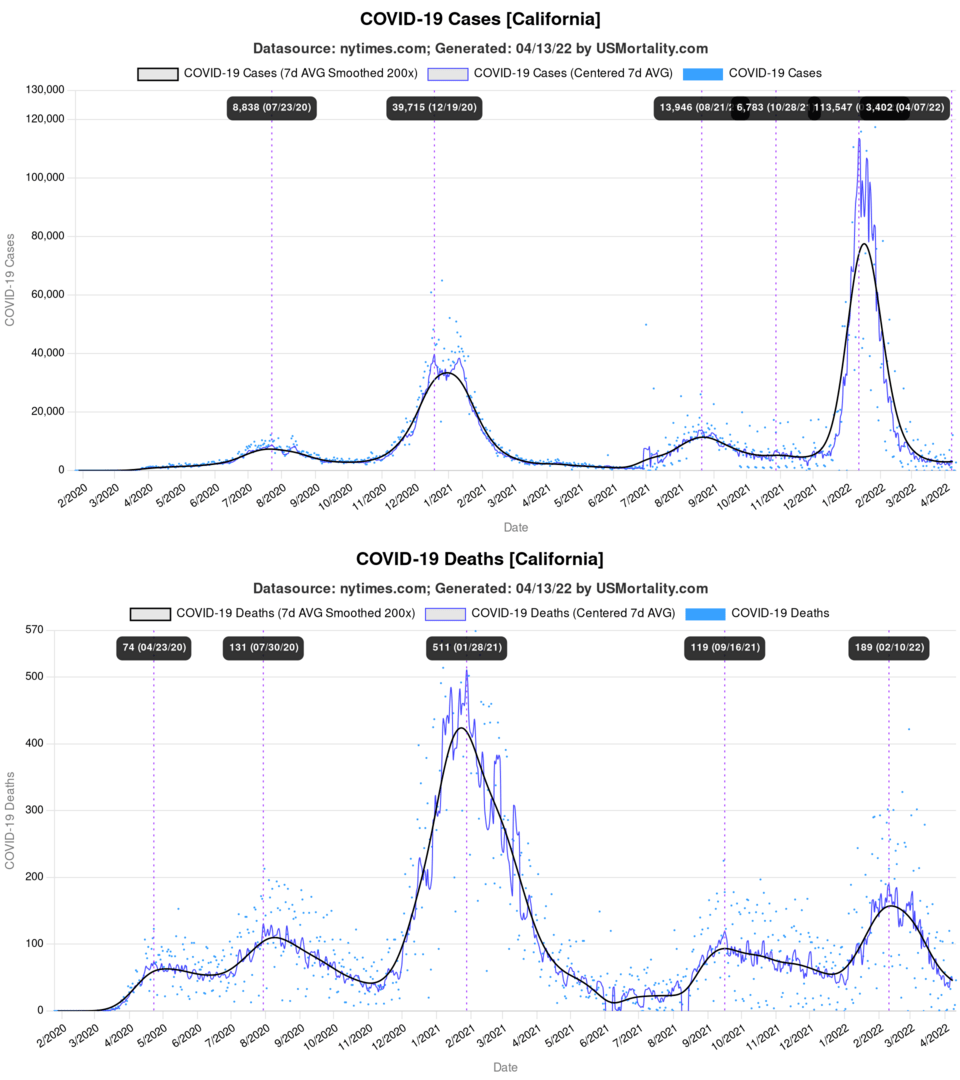 COVID-19 Cases [California]
Datasource: nytimes.com; Generated: 04/13/22 by USMortality.com
COVID-19 Cases (7d AVG Smoothed 200x) COVID-19 Cases (Centered 7d AVG) COVID-19 Cases
130,000
8,838 (07/23/20) 39,715 (12/19/20) 13,946 (08/21/2 6,783 (10/28/21 113,547 ( 3,402 (04/07/22)
120,000
100,000
80,000
60,000
40,000
20,000
0
COVID-19 Cases
2/2020 3/2020 4/2020 5/2020 6/2020 7/2020 8/2020 9/2020 10/2020 11/2020 12/2020 1/2021 2/2021 3/2021 4/2021 5/2021 6/2021 7/2021 8/2021 9/2021 10/2021 11/2021 12/2021 1/2022 2/2022 3/2022 4/2022
Date
COVID-19 Deaths [California]
Datasource: nytimes.com; Generated: 04/13/22 by USMortality.com
COVID-19 Deaths (7d AVG Smoothed 200x) COVID-19 Deaths (Centered 7d AVG) COVID-19 Deaths
570
74 (04/23/20) 131 (07/30/20) 511 (01/28/21) 119 (09/16/21) 189 (02/10/22)
500
400
300
200
100
0
COVID-19 Deaths
2/2020 3/2020 4/2020 5/2020 6/2020 7/2020 8/2020 9/2020 10/2020 11/2020 12/2020 1/2021 2/2021 3/2021 4/2021 5/2021 6/2021 7/2021 8/2021 9/2021 10/2021 11/2021 12/2021 1/2022 2/2022 3/2022 4/2022
Date